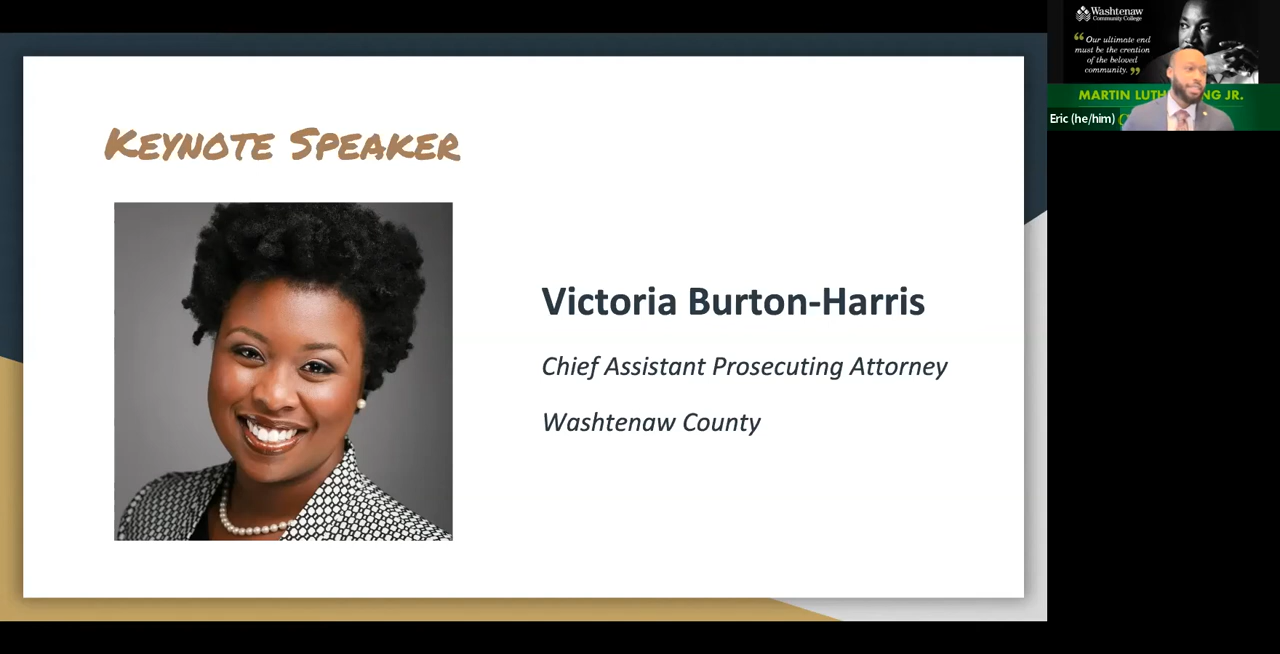 Keynote Speaker
Victoria Burton-Harris
Chief Assistant Prosecuting Attorney
Washtenaw County
Washtenaw
Community College
“Our ultimate end
must be the creation
of the beloved
community.”
MARTIN LUTH NG JR.
Eric (he/him)